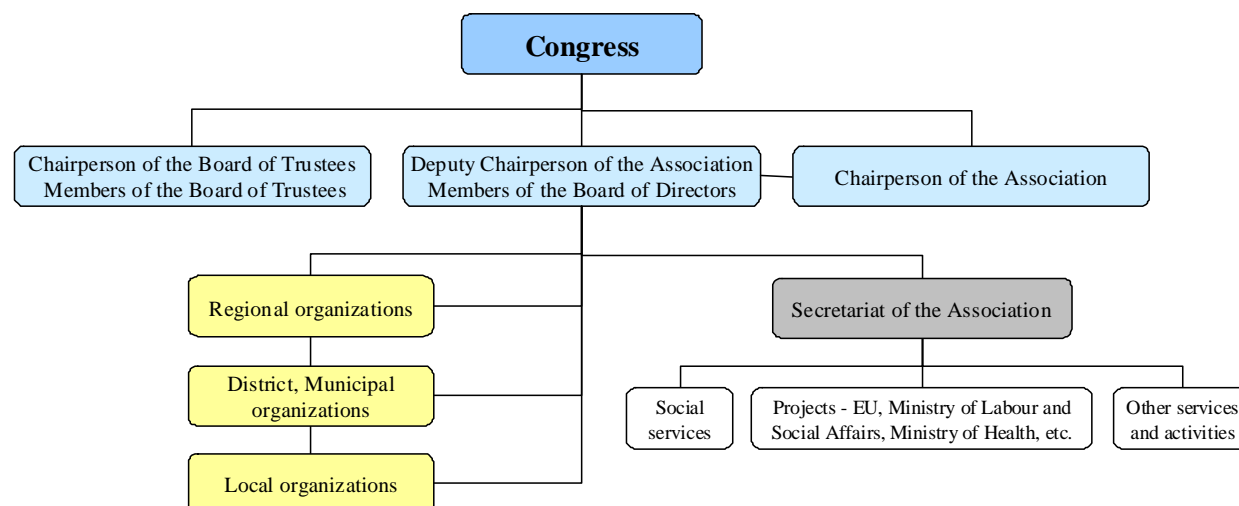 Congress
Chairperson of the Board of Trustees
Members of the Board of Trustees
Deputy Chairperson of the Association
Members of the Board of Directors
Chairperson of the Association
Regional organizations
Secretariat of the Association
District, Municipal
organizations
Social
services
Projects - EU, Ministry of Labour and
Social Affairs, Ministry of Health, etc.
Other services
and activities
Local organizations